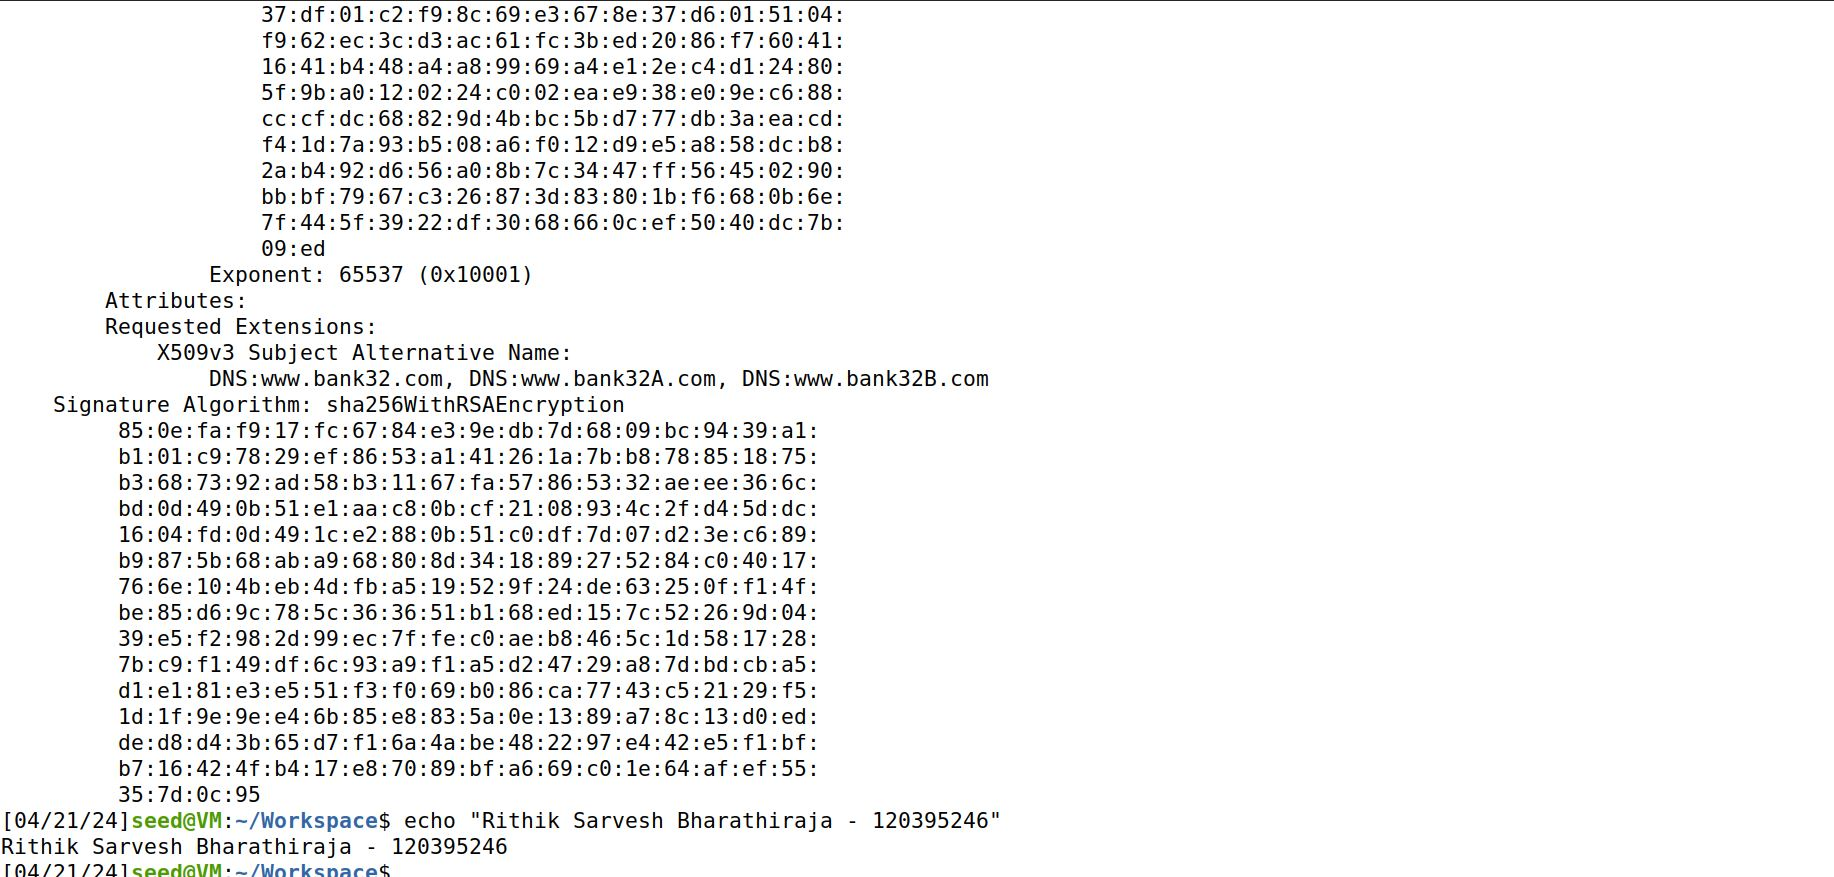 37:df:01:c2:f9:8c:69:e3:67:8e:37:d6:01:51:04:
f9:62:ec:3c:d3:ac:61:fc:3b:ed:20:86:f7:60:41:
16:41:b4:48:a4:a8:99:69:a4:e1:2e:c4:d1:24:80:
5f:9b:a0:12:02:24:c0:02:ea:e9:38:e0:9e:c6:88:
cc:cf:dc:68:82:9d:4b:bc:5b:d7:77:db:3a:ea:cd:
f4:1d:7a:93:b5:08:a6:f0:12:d9:e5:a8:58:dc:b8:
2a:b4:92:d6:56:a0:8b:7c:34:47:ff:56:45:02:90:
bb:bf:79:67:c3:26:87:3d:83:80:1b:f6:68:0b:6e:
7f:44:5f:39:22:df:30:68:66:0c:ef:50:40:dc:7b:
09:ed
Exponent: 65537 (0x10001)
Attributes:
Requested Extensions:
X509v3 Subject Alternative Name:
DNS:www.bank32.com, DNS:www.bank32A.com, DNS:www.bank32B.com
Signature Algorithm: sha256WithRSAEncryption
85:0e:fa:f9:17:fc:67:84:e3:9e:db:7d:68:09:bc:94:39:a1:
b1:01:c9:78:29:ef:86:53:a1:41:26:1a:7b:b8:78:85:18:75:
b3:68:73:92:ad:58:b3:11:67:fa:57:86:53:32:ae:ee:36:6c:
bd:0d:49:0b:51:e1:aa:c8:0b:cf:21:08:93:4c:2f:d4:5d:dc:
16:04:fd:0d:49:1c:e2:88:0b:51:c0:df:7d:07:d2:3e:c6:89:
b9:87:5b:68:ab:a9:68:80:8d:34:18:89:27:52:84:c0:40:17:
76:6e:10:4b:eb:4d:fb:a5:19:52:9f:24:de:63:25:0f:f1:4f:
be:85:d6:9c:78:5c:36:36:51:b1:68:ed:15:7c:52:26:9d:04:
39:e5:f2:98:2d:99:ec:7f:fe:c0:ae:b8:46:5c:1d:58:17:28:
7b:c9:f1:49:df:6c:93:a9:f1:a5:d2:47:29:a8:7d:bd:cb:a5:
d1:e1:81:e3:e5:51:f3:f0:69:b0:86:ca:77:43:c5:21:29:f5:
1d:1f:9e:9e:e4:6b:85:e8:83:5a:0e:13:89:a7:8c:13:d0:ed:
de:d8:d4:3b:65:d7:f1:6a:4a:be:48:22:97:e4:42:e5:f1:bf:
b7:16:42:4f:b4:17:e8:70:89:bf:a6:69:c0:1e:64:af:ef:55:
35:7d:0c:95
[04/21/24]seed@VM:~/Workspace$ echo "Rithik Sarvesh Bharathiraja - 120395246"
Rithik Sarvesh Bharathiraja - 120395246
[04/21/24]seed@VM:~/Workspace$